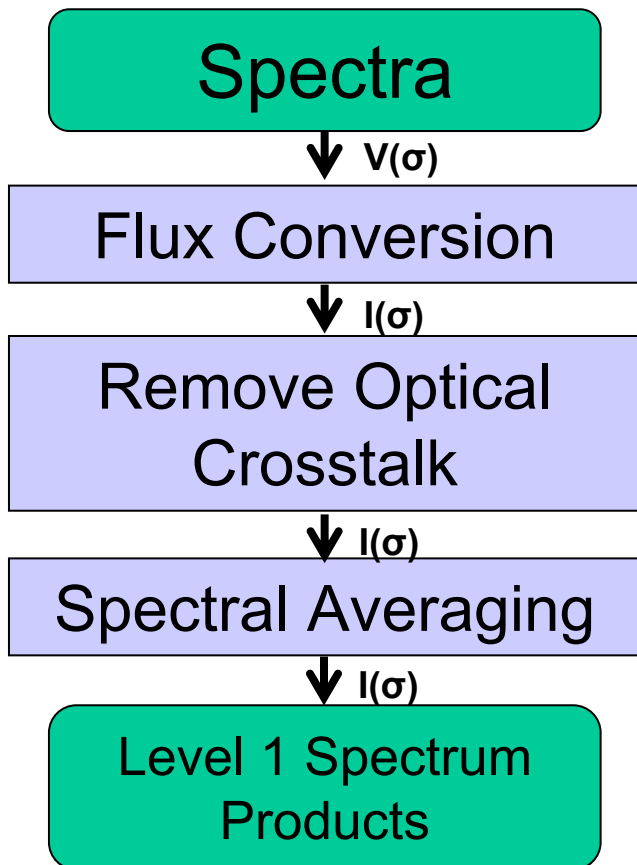 Spectra
V(σ)
Flux Conversion
I(σ)
Remove Optical
Crosstalk
I(σ)
Spectral Averaging
I(σ)
Level 1 Spectrum
Products